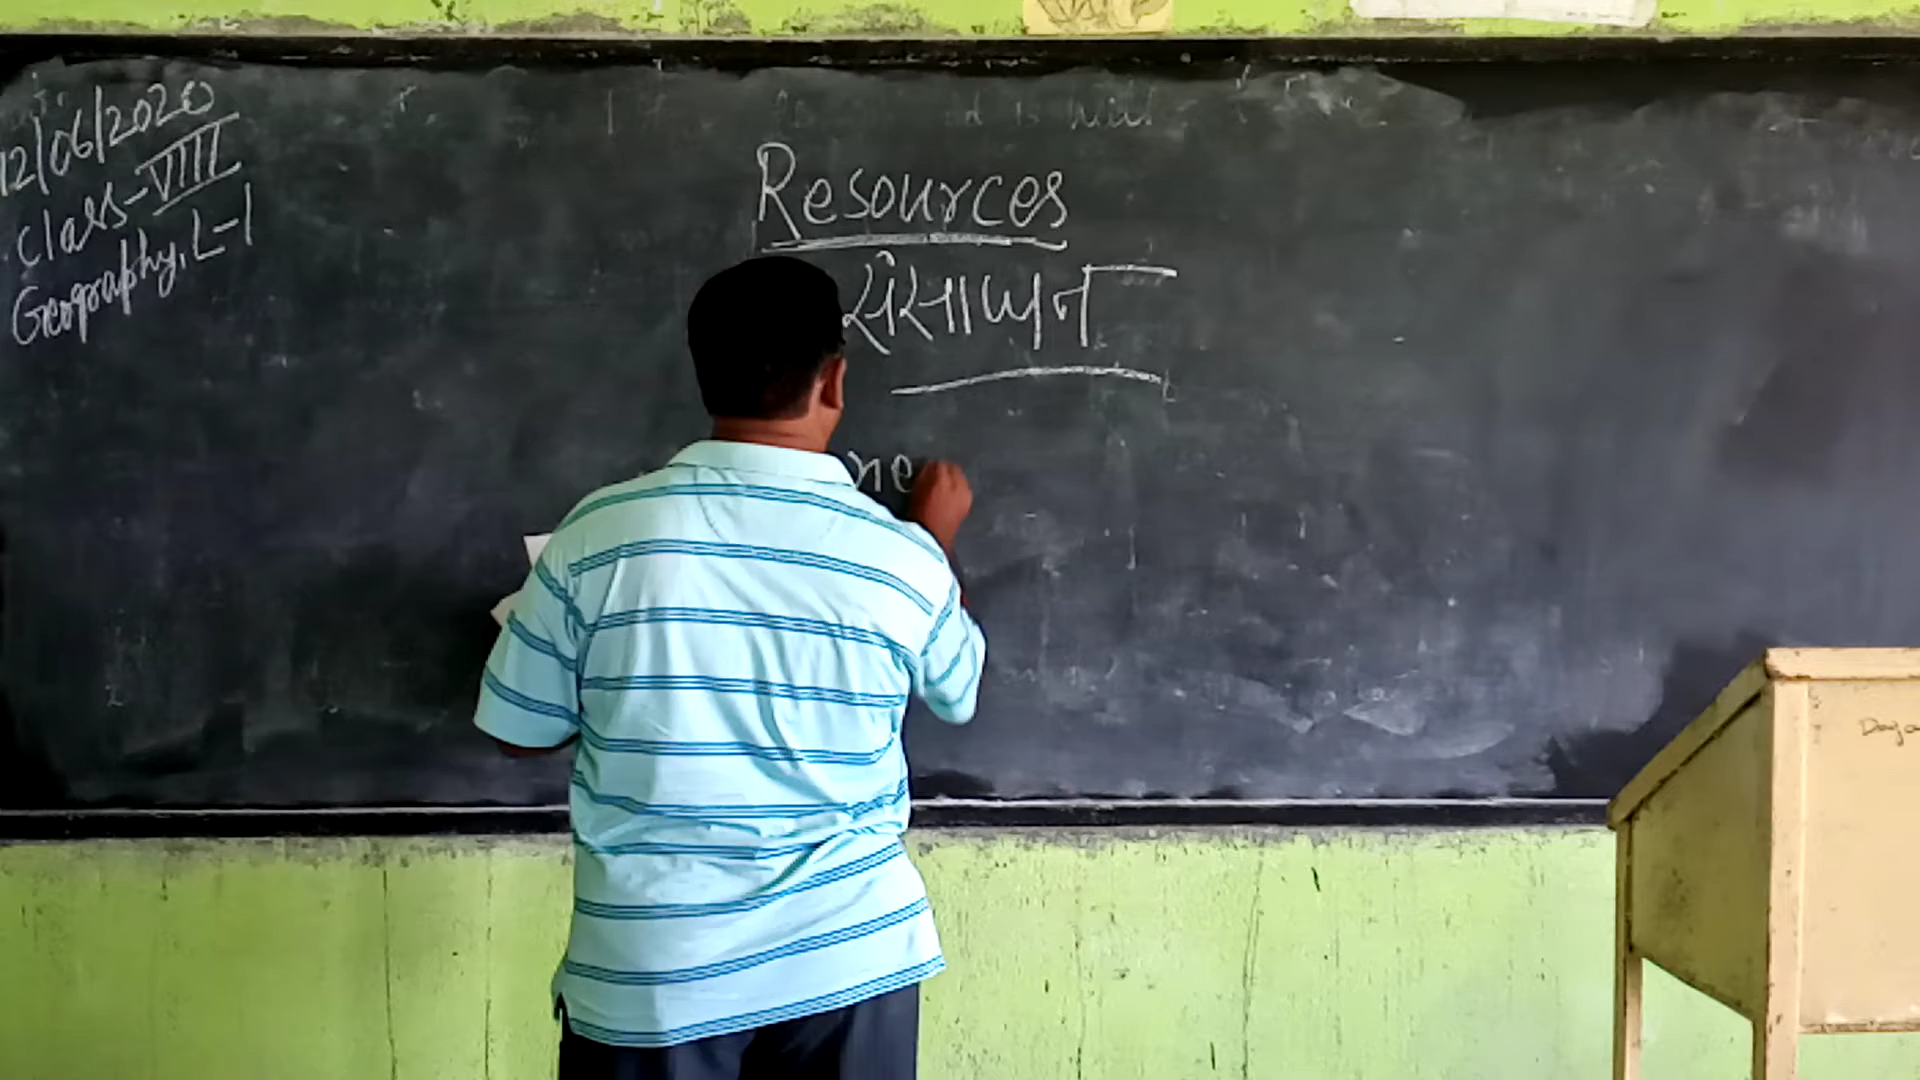 12/06/2020
Class-VIII
Geography, L-1
Resources
संसाधन